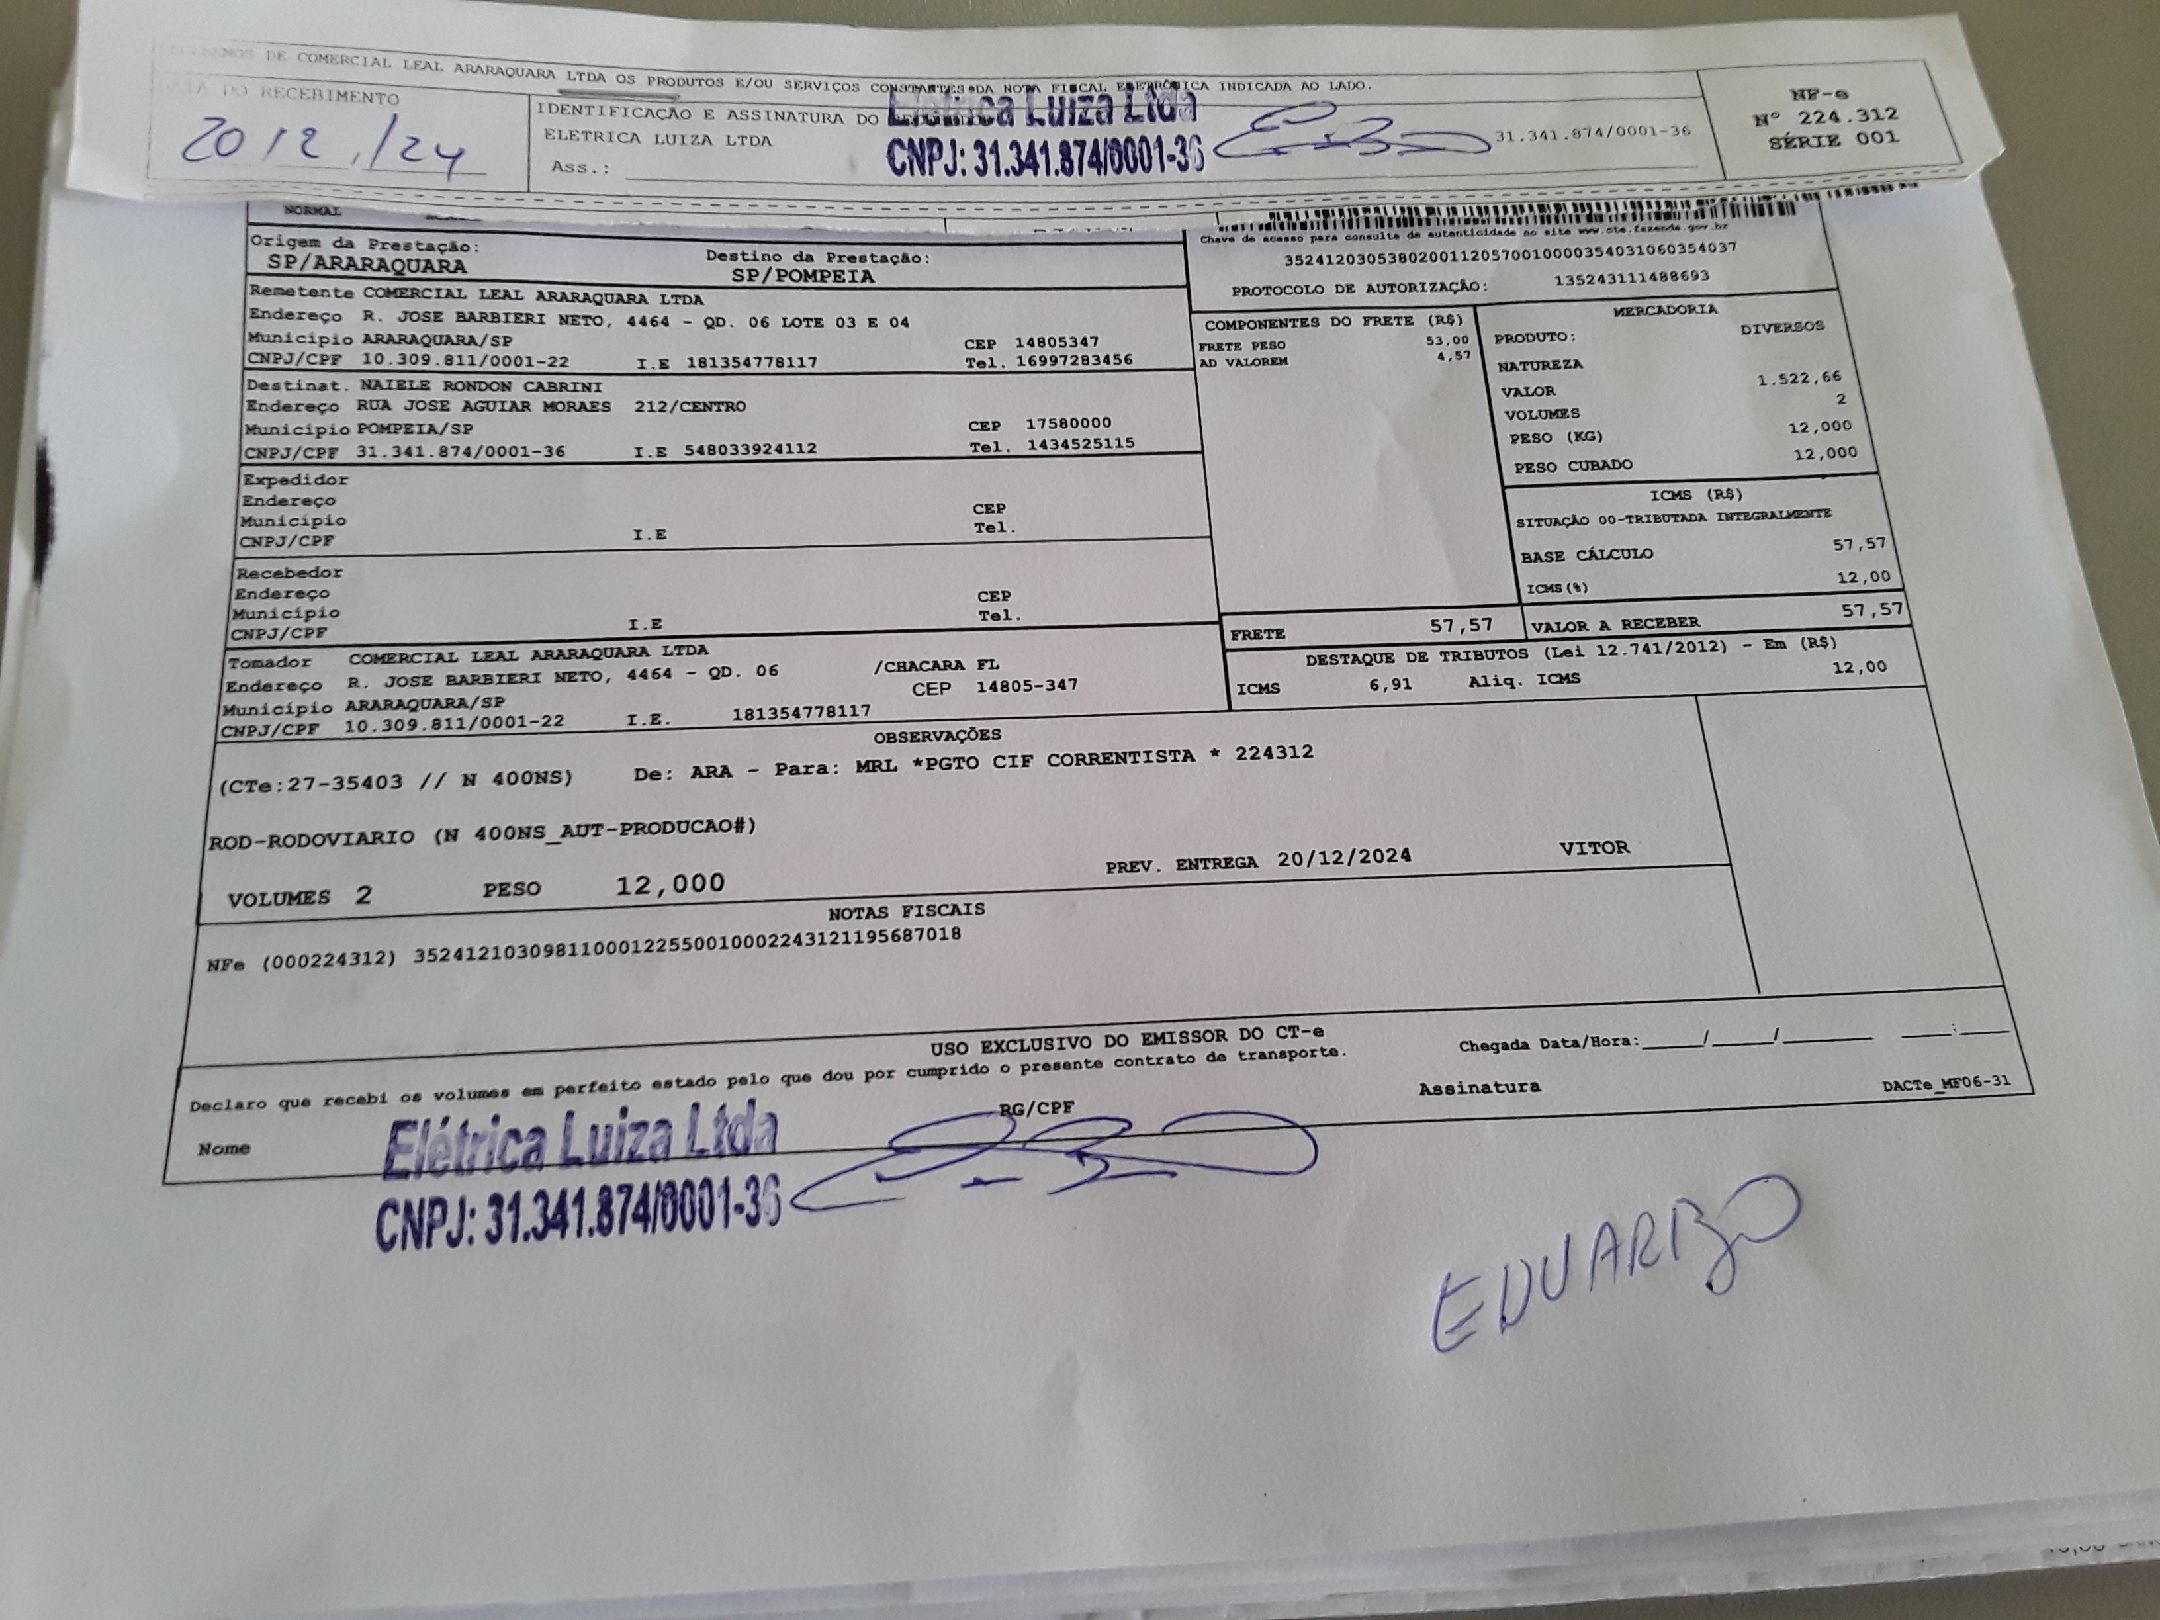 DE COMERCIAL LEAL ARARAQUARA LTDA OS PRODUTOS E/OU SERVIÇOS CONSTANTES DA NOTA FISCAL ELETRÔNICA INDICADA AO LADO.
DATA DO RECEBIMENTO
20/12/24
IDENTIFICAÇÃO E ASSINATURA DO
ELETRICA LUIZA LTDA
31.341.874/0001-36
Ass.:
Elétrica Luiza Ltda
CNPJ: 31.341.874/0001-36
NF-e
Nº 224.312
SÉRIE 001
NORMAL
Chave de acesso para consulta de autenticidade no site www.cte.fazenda.gov.br
35241203053802001120570010000354031060354037
PROTOCOLO DE AUTORIZAÇÃO: 135243111488693
Origem da Prestação:
SP/ARARAQUARA
Destino da Prestação:
SP/POMPEIA
Remetente COMERCIAL LEAL ARARAQUARA LTDA
Endereço R. JOSE BARBIERI NETO, 4464 - QD. 06 LOTE 03 E 04
Município ARARAQUARA/SP CEP 14805347
CNPJ/CPF 10.309.811/0001-22 I.E 181354778117 Tel. 16997283456
Destinat. NAIELE RONDON CABRINI
Endereço RUA JOSE AGUIAR MORAES 212/CENTRO
Município POMPEIA/SP CEP 17580000
CNPJ/CPF 31.341.874/0001-36 I.E 548033924112 Tel. 1434525115
Expedidor
Endereço
Município CEP
CNPJ/CPF I.E Tel.
Recebedor
Endereço
Município CEP
CNPJ/CPF I.E Tel.
Tomador COMERCIAL LEAL ARARAQUARA LTDA
Endereço R. JOSE BARBIERI NETO, 4464 - QD. 06 /CHACARA FL
Município ARARAQUARA/SP CEP 14805-347
CNPJ/CPF 10.309.811/0001-22 I.E. 181354778117
COMPONENTES DO FRETE (R$)
FRETE PESO 53,00
AD VALOREM 4,57
MERCADORIA
PRODUTO: DIVERSOS
NATUREZA
VALOR 1.522,66
VOLUMES 2
PESO (KG) 12,000
PESO CUBADO 12,000
ICMS (R$)
SITUAÇÃO 00-TRIBUTADA INTEGRALMENTE
BASE CÁLCULO 57,57
ICMS(%) 12,00
FRETE 57,57
VALOR A RECEBER 57,57
DESTAQUE DE TRIBUTOS (Lei 12.741/2012) - Em (R$)
ICMS 6,91 Aliq. ICMS 12,00
OBSERVAÇÕES
(CTe:27-35403 // N 400NS) De: ARA - Para: MRL *PGTO CIF CORRENTISTA * 224312
ROD-RODOVIARIO (N 400NS_AUT-PRODUCAO#)
VOLUMES 2 PESO 12,000 PREV. ENTREGA 20/12/2024 VITOR
NOTAS FISCAIS
NFe (000224312) 35241210309811000122550010002243121195687018
USO EXCLUSIVO DO EMISSOR DO CT-e
Declaro que recebi os volumes em perfeito estado pelo que dou por cumprido o presente contrato de transporte.
Chegada Data/Hora:_____/_____/_______ ____:____
Nome
RG/CPF
Assinatura
DACTe_MF06-31
Elétrica Luiza Ltda
CNPJ: 31.341.874/0001-36
EDUARDO